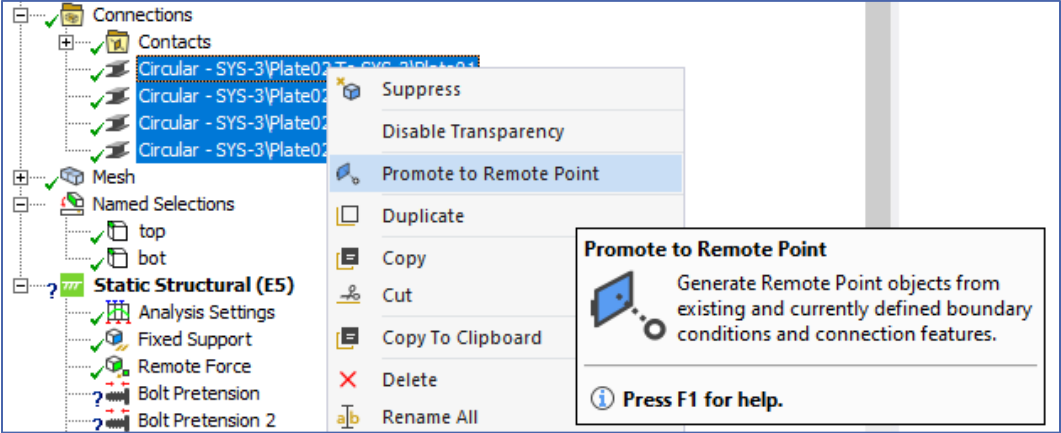 Connections
Contacts
Circular - SYS-3\Plate02 To SYS-3\Plate01
Circular - SYS-3\Plate02
Circular - SYS-3\Plate02
Circular - SYS-3\Plate02
Mesh
Named Selections
top
bot
Static Structural (E5)
Analysis Settings
Fixed Support
Remote Force
Bolt Pretension
Bolt Pretension 2
Suppress
Disable Transparency
Promote to Remote Point
Duplicate
Copy
Cut
Copy To Clipboard
Delete
Rename All
Promote to Remote Point
Generate Remote Point objects from
existing and currently defined boundary
conditions and connection features.
Press F1 for help.